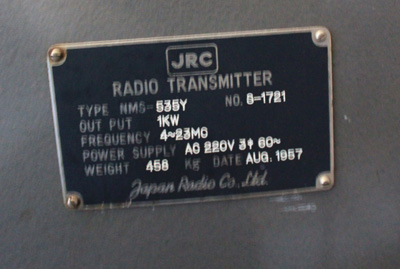 JRC
RADIO TRANSMITTER
TYPE NMS-535Y NO. 8-1721
OUT PUT 1KW
FREQUENCY 4~23MC
POWER SUPPLY AC 220V 3φ 60~
WEIGHT 458 Kg DATE AUG. 1957
Japan Radio Co., Ltd.